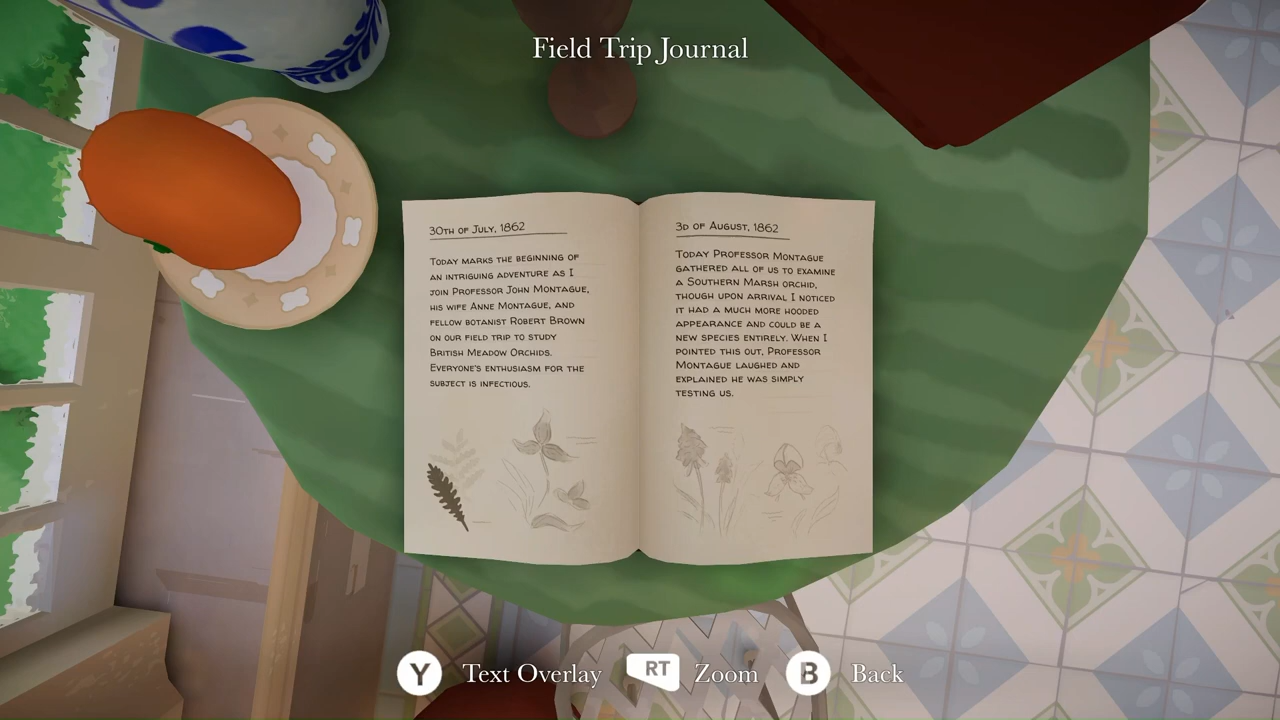 Field Trip Journal
30th of July, 1862
Today marks the beginning of
an intriguing adventure as I
join Professor John Montague,
his wife Anne Montague, and
fellow botanist Robert Brown
on our field trip to study
British Meadow Orchids.
Everyone's enthusiasm for the
subject is infectious.
3d of August, 1862
Today Professor Montague
gathered all of us to examine
a Southern Marsh orchid,
though upon arrival I noticed
it had a much more hooded
appearance and could be a
new species entirely. When I
pointed this out, Professor
Montague laughed and
explained he was simply
testing us.
Y Text Overlay RT Zoom B Back